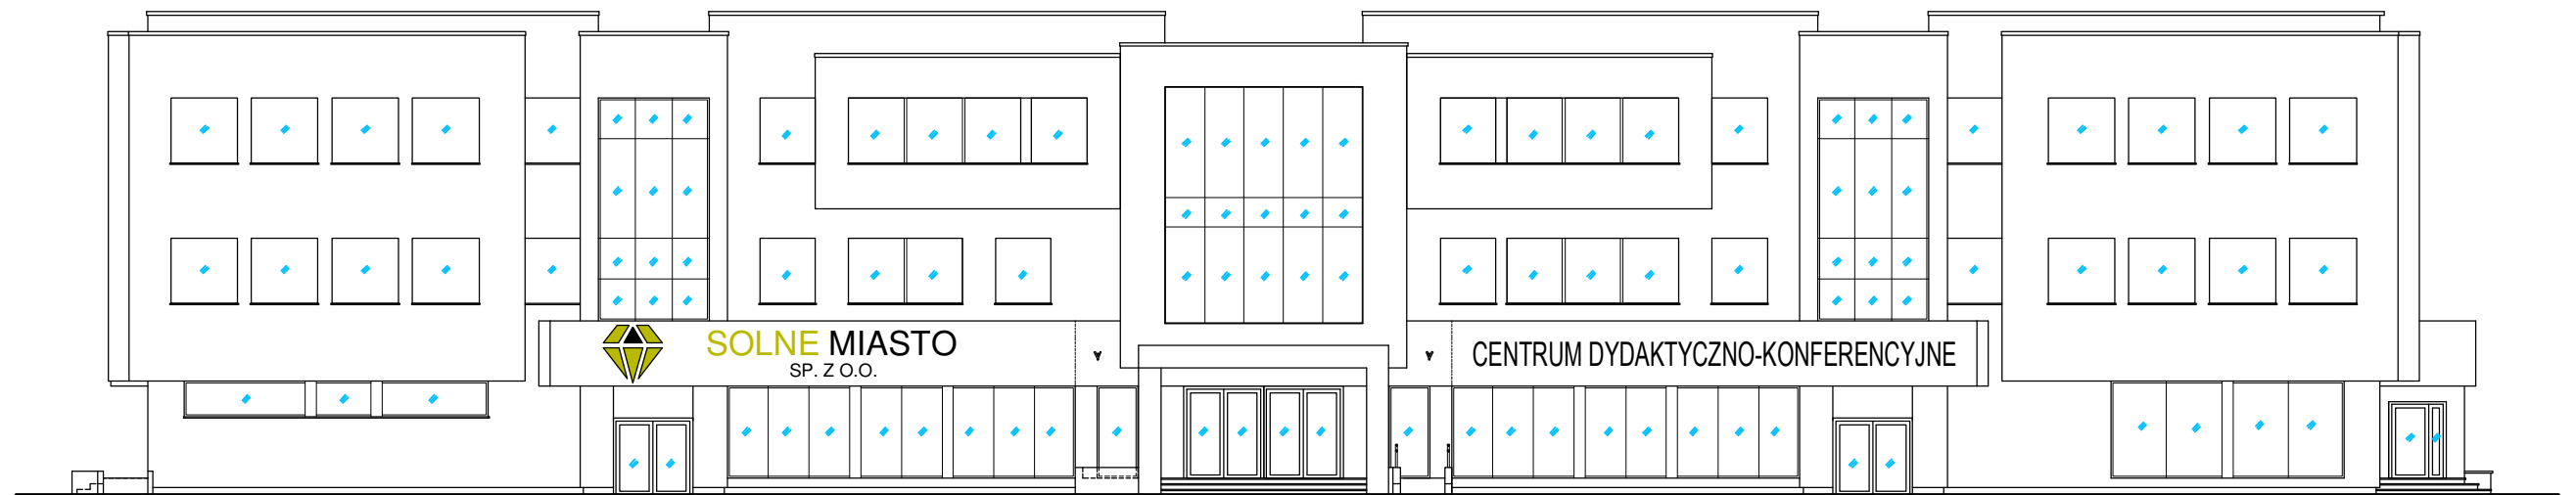 SOLNE MIASTO
SP. Z O.O.
CENTRUM DYDAKTYCZNO-KONFERENCYJNE